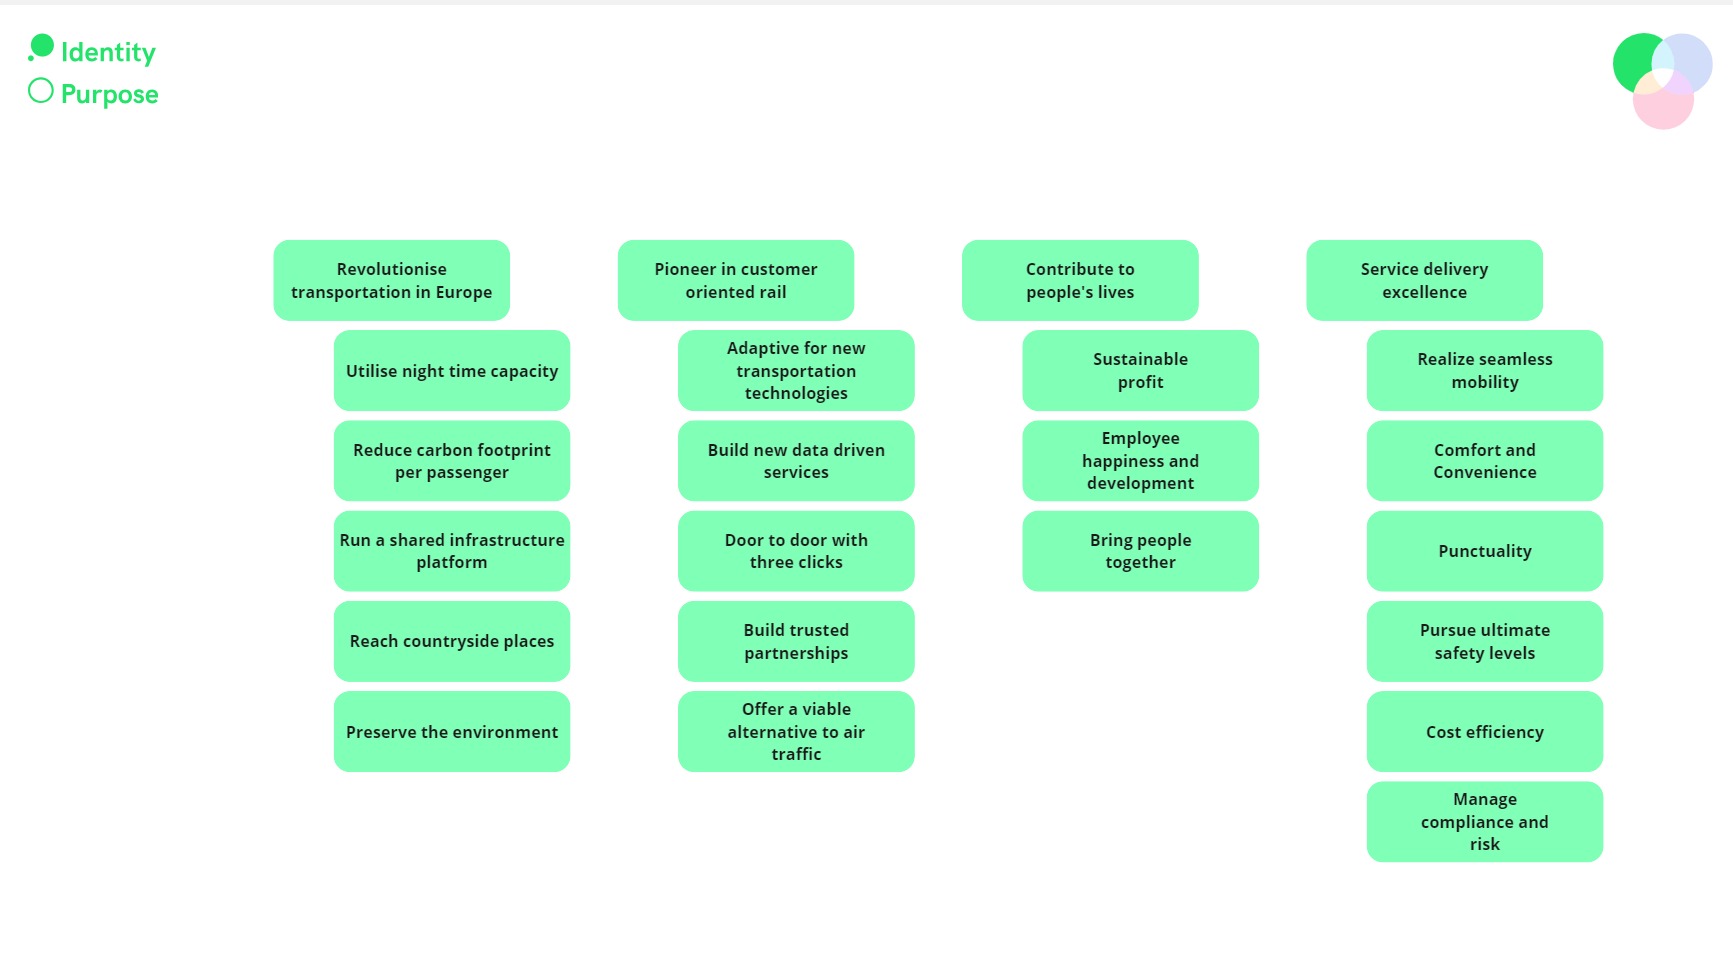 Identity
Purpose
Revolutionise
transportation in Europe
Utilise night time capacity
Reduce carbon footprint
per passenger
Run a shared infrastructure
platform
Reach countryside places
Preserve the environment
Pioneer in customer
oriented rail
Adaptive for new
transportation
technologies
Build new data driven
services
Door to door with
three clicks
Build trusted
partnerships
Offer a viable
alternative to air
traffic
Contribute to
people's lives
Sustainable
profit
Employee
happiness and
development
Bring people
together
Service delivery
excellence
Realize seamless
mobility
Comfort and
Convenience
Punctuality
Pursue ultimate
safety levels
Cost efficiency
Manage
compliance and
risk